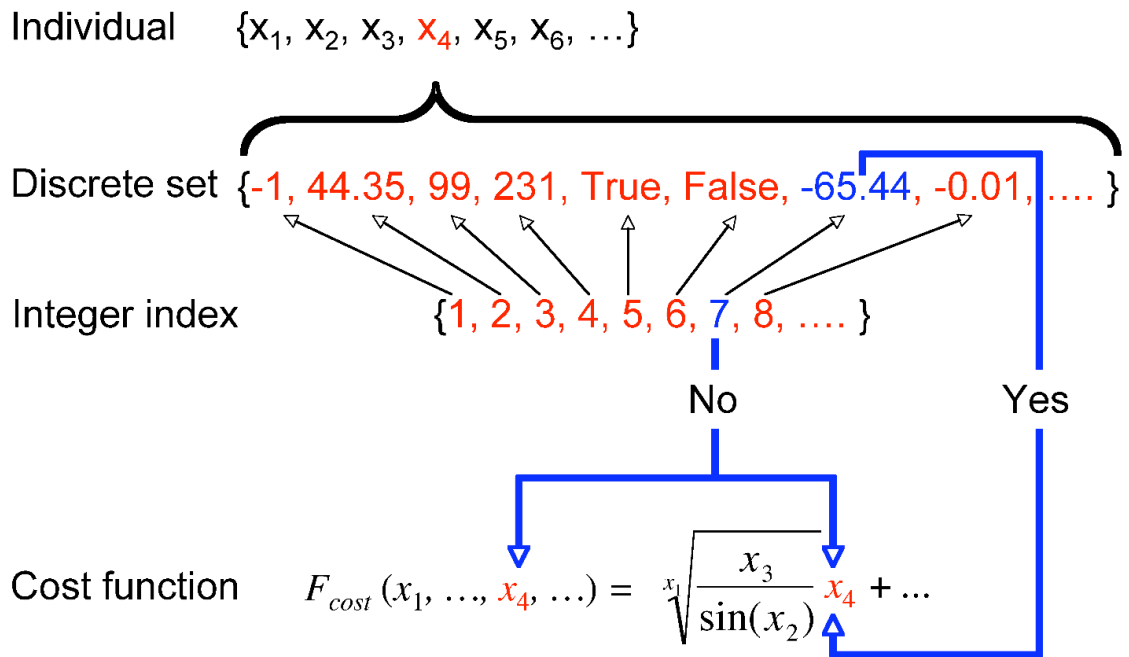 Individual {x₁, x₂, x₃, x₄, x₅, x₆, …}
Discrete set {-1, 44.35, 99, 231, True, False, -65.44, -0.01, …. }
Integer index {1, 2, 3, 4, 5, 6, 7, 8, …. }
No Yes
Cost function F_cost (x₁, …, x₄, …) = ˣ¹√(x₃ / sin(x₂)) x₄ + ...